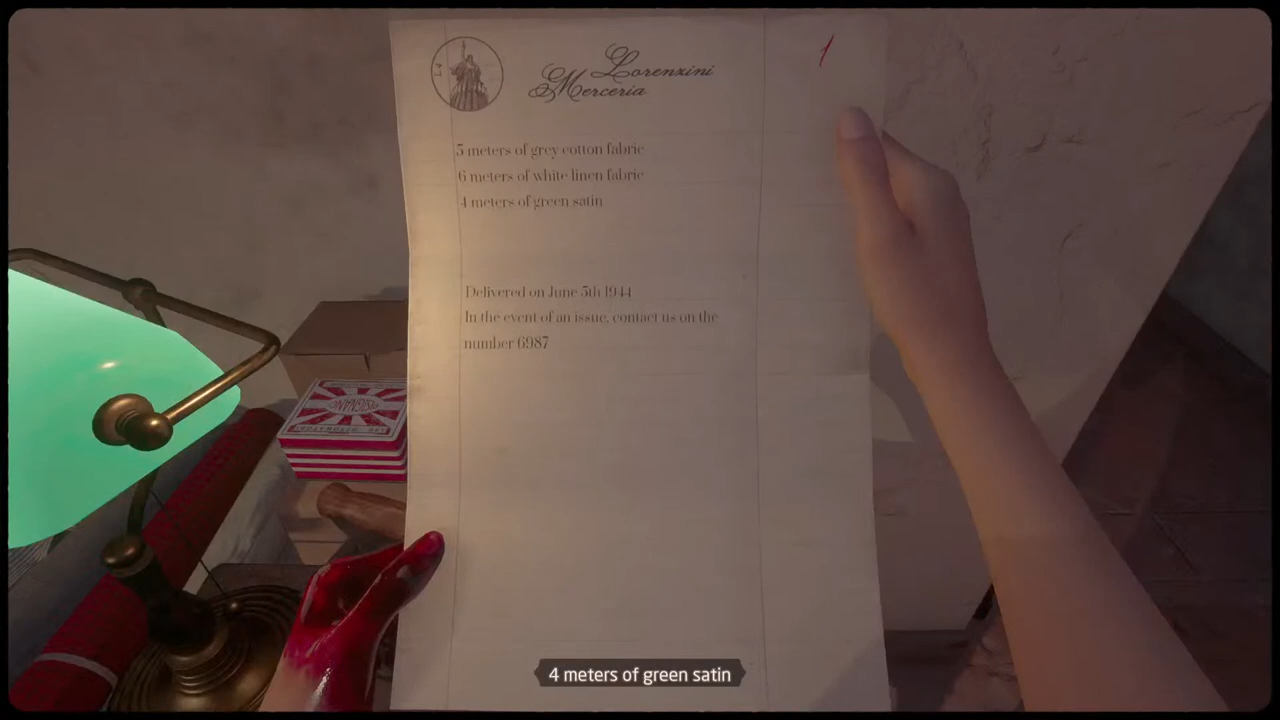 Lorenzini
Merceria
5 meters of grey cotton fabric
6 meters of white linen fabric
4 meters of green satin
Delivered on June 5th 1944
In the event of an issue, contact us on the
number 6987
4 meters of green satin